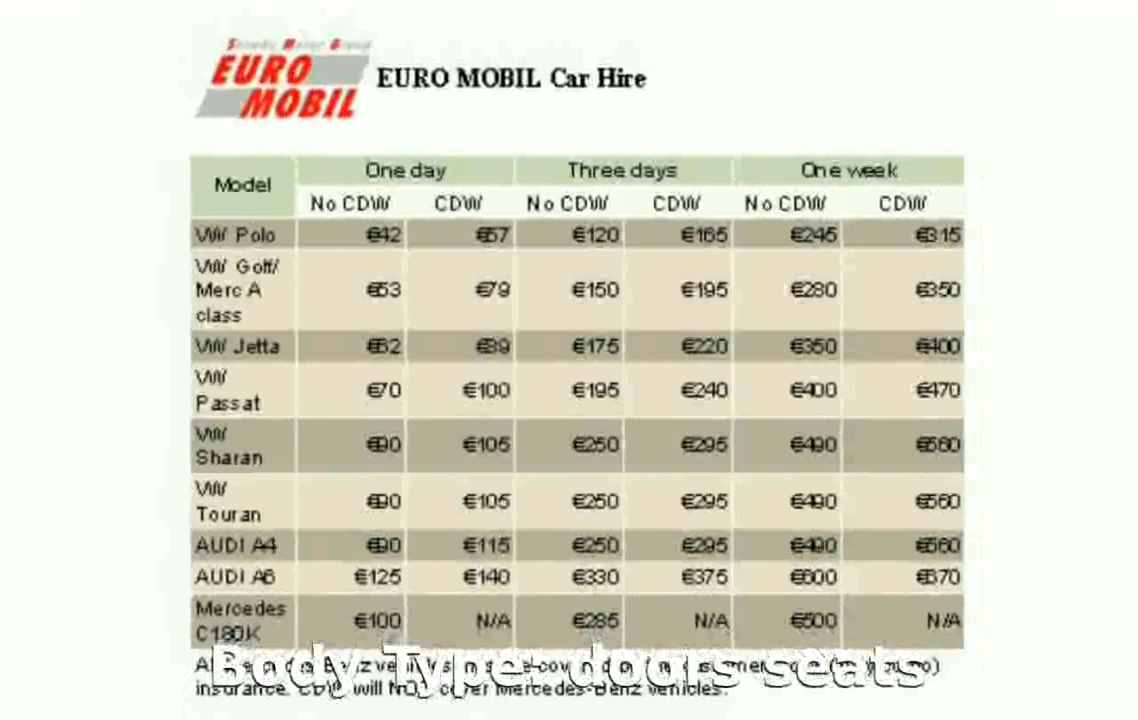 EURO
MOBIL
EURO MOBIL Car Hire
Model One day Three days One week
No CDW CDW No CDW CDW No CDW CDW
VW Polo €42 €57 €120 €165 €245 €315
VW Golf/
Merc A
class
€53 €79 €150 €195 €280 €350
VW Jetta €62 €89 €175 €220 €350 €400
VW
Passat
€70 €100 €195 €240 €400 €470
VW
Sharan
€90 €105 €250 €295 €490 €560
VW
Touran
€90 €105 €250 €295 €490 €560
AUDI A4 €90 €115 €250 €295 €490 €560
AUDI A6 €125 €140 €330 €375 €600 €670
Mercedes
C180K
€100 N/A €285 N/A €500 N/A
Body Type: doors seats
insurance. CDW will Mercedes-Benz vehicles.